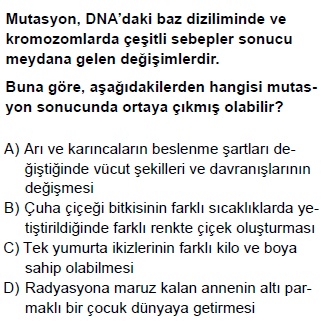 Mutasyon, DNA’daki baz diziliminde ve
kromozomlarda çeşitli sebepler sonucu
meydana gelen değişimlerdir.
Buna göre, aşağıdakilerden hangisi mutas-
yon sonucunda ortaya çıkmış olabilir?
A) Arı ve karıncaların beslenme şartları de-
ğiştiğinde vücut şekilleri ve davranışlarının
değişmesi
B) Çuha çiçeği bitkisinin farklı sıcaklıklarda ye-
tiştirildiğinde farklı renkte çiçek oluşturması
C) Tek yumurta ikizlerinin farklı kilo ve boya
sahip olabilmesi
D) Radyasyona maruz kalan annenin altı par-
maklı bir çocuk dünyaya getirmesi